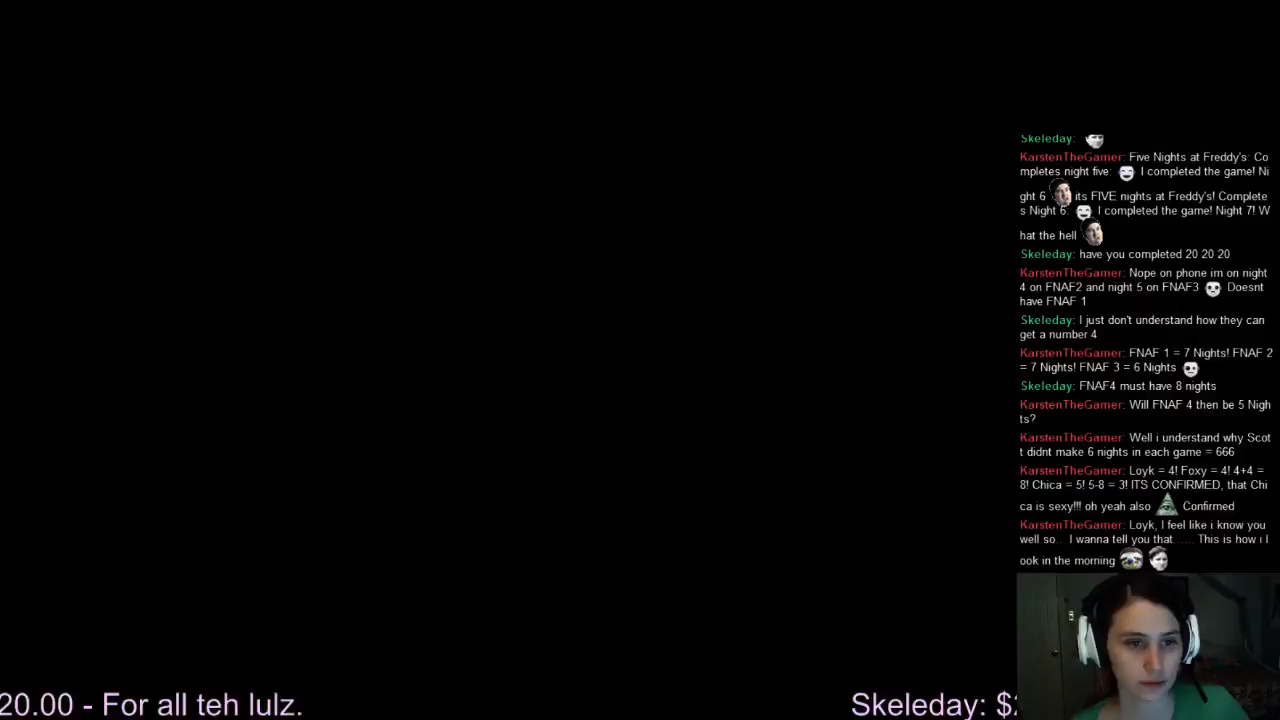 Skeleday:
KarstenTheGamer: Five Nights at Freddy's: Co
mpletes night five: I completed the game! Ni
ght 6 its FIVE nights at Freddy's! Complete
s Night 6: I completed the game! Night 7! W
hat the hell
Skeleday: have you completed 20 20 20
KarstenTheGamer: Nope on phone im on night
4 on FNAF2 and night 5 on FNAF3 Doesnt
have FNAF 1
Skeleday: I just don't understand how they can
get a number 4
KarstenTheGamer: FNAF 1 = 7 Nights! FNAF 2
= 7 Nights! FNAF 3 = 6 Nights
Skeleday: FNAF4 must have 8 nights
KarstenTheGamer: Will FNAF 4 then be 5 Nigh
ts?
KarstenTheGamer: Well i understand why Scot
t didnt make 6 nights in each game = 666
KarstenTheGamer: Loyk = 4! Foxy = 4! 4+4 =
8! Chica = 5! 5-8 = 3! ITS CONFIRMED, that Chi
ca is sexy!!! oh yeah also Confirmed
KarstenTheGamer: Loyk, I feel like i know you
well so... I wanna tell you that...... This is how i l
ook in the morning
20.00 - For all teh lulz. Skeleday: $